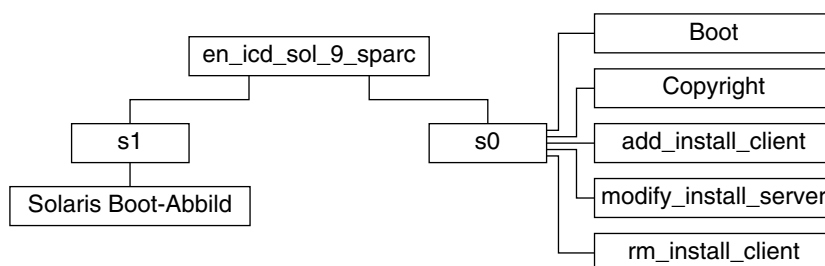 en_icd_sol_9_sparc
s1
Solaris Boot-Abbild
s0
Boot
Copyright
add_install_client
modify_install_server
rm_install_client